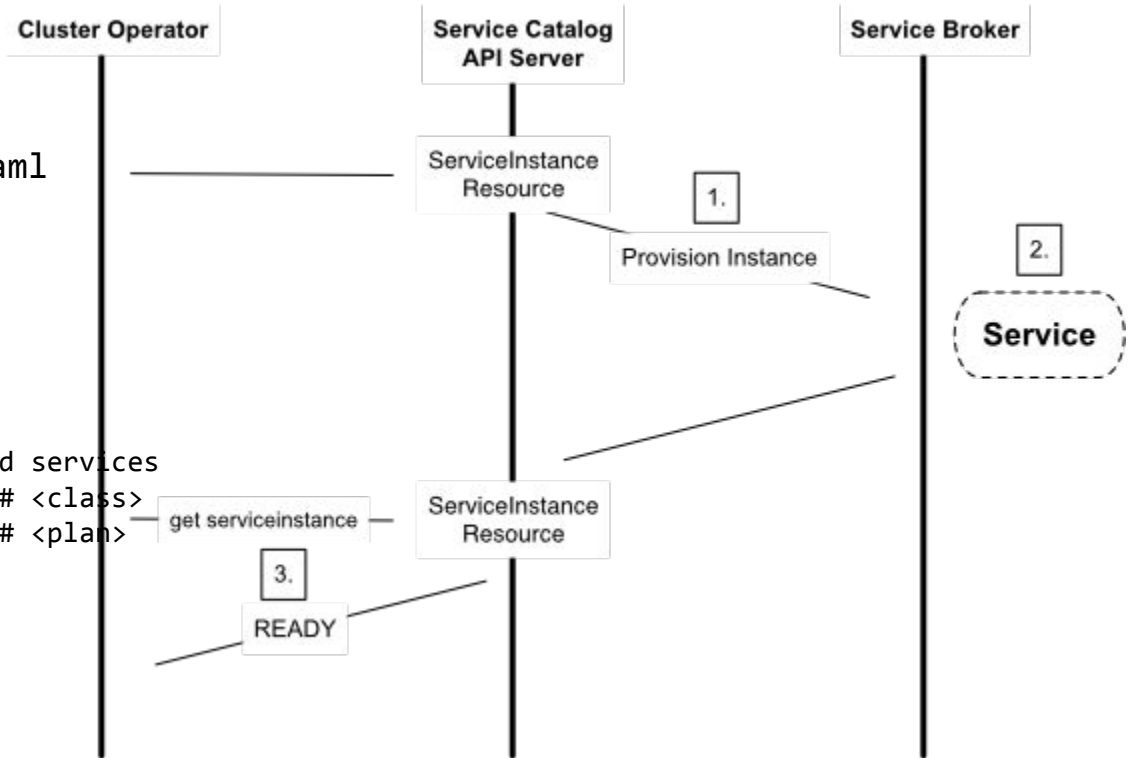 Cluster Operator
Service Catalog
API Server
Service Broker
aml
ServiceInstance
Resource
1.
Provision Instance
2.
Service
d services
# <class>
# <plan>
get serviceinstance
ServiceInstance
Resource
3.
READY